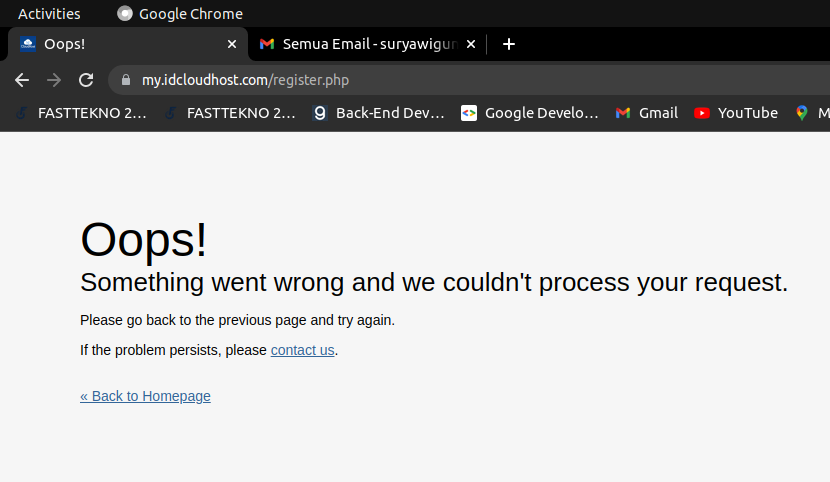 Activities Google Chrome
Oops! Semua Email - suryawigun
my.idcloudhost.com/register.php
FASTTEKNO 2... FASTTEKNO 2... Back-End Dev... Google Develo... Gmail YouTube M
Oops!
Something went wrong and we couldn't process your request.
Please go back to the previous page and try again.
If the problem persists, please contact us.
« Back to Homepage